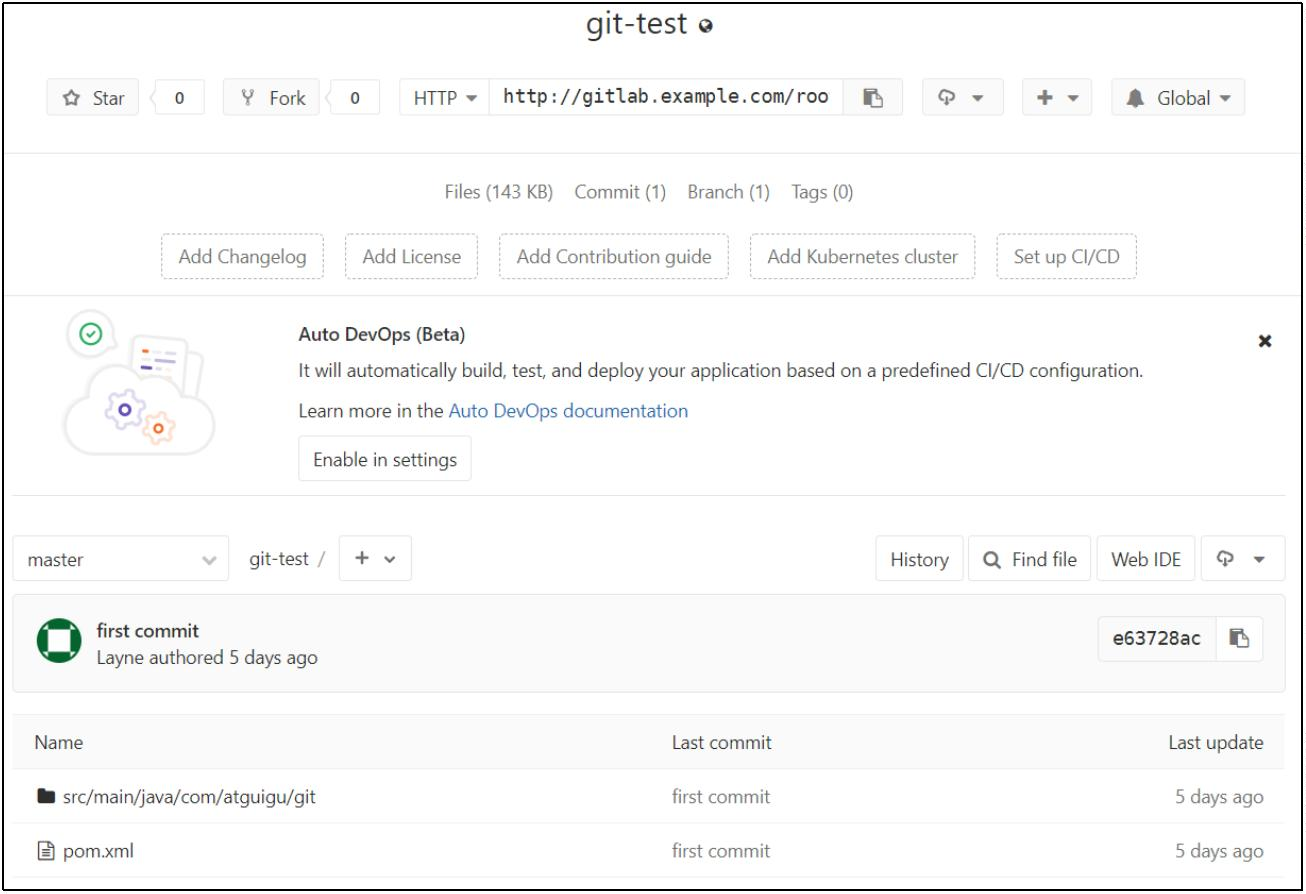 git-test
Star 0 Fork 0 HTTP http://gitlab.example.com/roo Global
Files (143 KB) Commit (1) Branch (1) Tags (0)
Add Changelog Add License Add Contribution guide Add Kubernetes cluster Set up CI/CD
Auto DevOps (Beta)
It will automatically build, test, and deploy your application based on a predefined CI/CD configuration.
Learn more in the Auto DevOps documentation
Enable in settings
master git-test / + History Find file Web IDE
first commit
Layne authored 5 days ago
e63728ac
Name Last commit Last update
src/main/java/com/atguigu/git first commit 5 days ago
pom.xml first commit 5 days ago